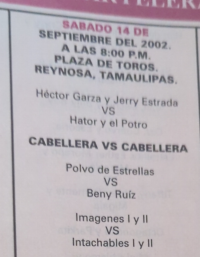 SABADO 14 DE
SEPTIEMBRE DEL 2002.
A LAS 8:00 P.M.
PLAZA DE TOROS.
REYNOSA, TAMAULIPAS.
Héctor Garza y Jerry Estrada
VS
Hator y el Potro
CABELLERA VS CABELLERA
Polvo de Estrellas
VS
Beny Ruíz
Imagenes I y II
VS
Intachables I y II